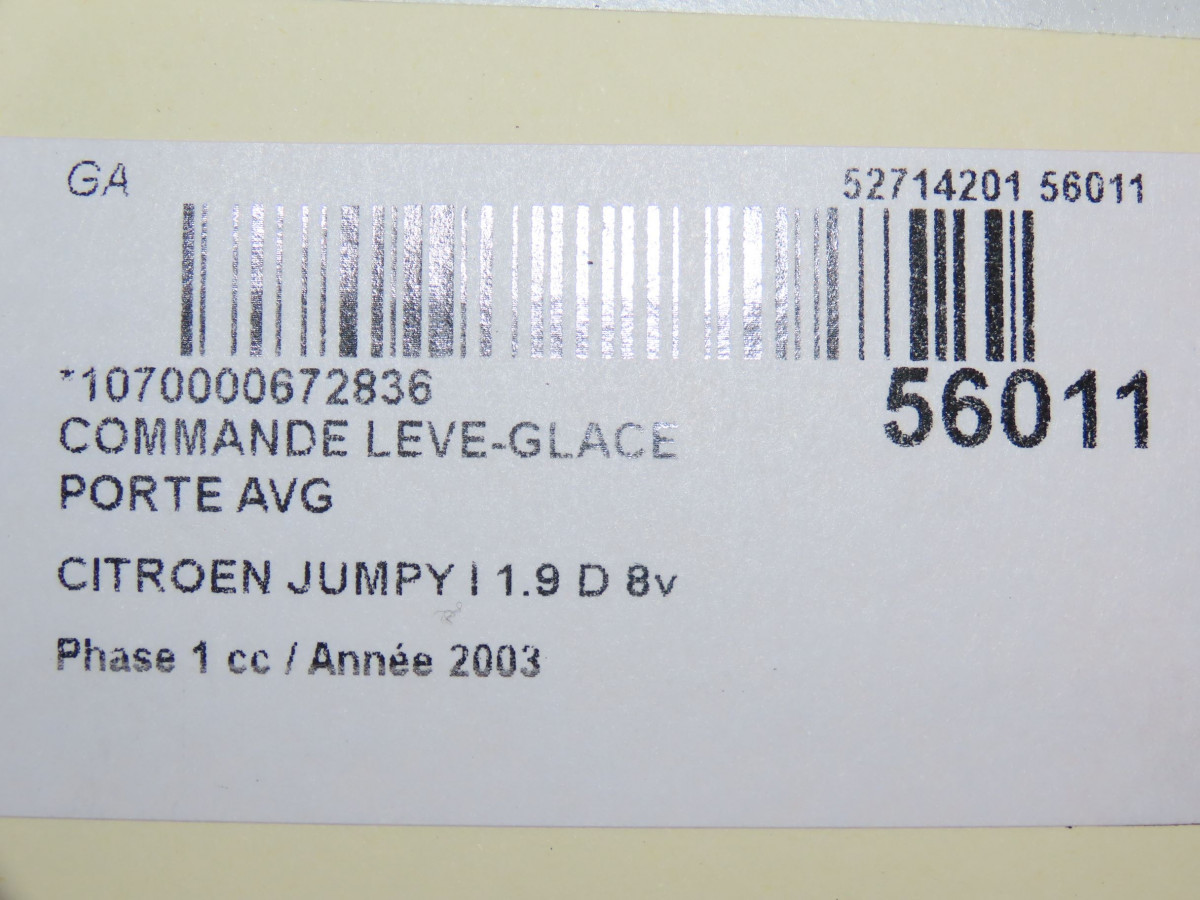 GA
52714201 56011
*1070000672836
56011
COMMANDE LEVE-GLACE
PORTE AVG
CITROEN JUMPY I 1.9 D 8v
Phase 1 cc / Année 2003